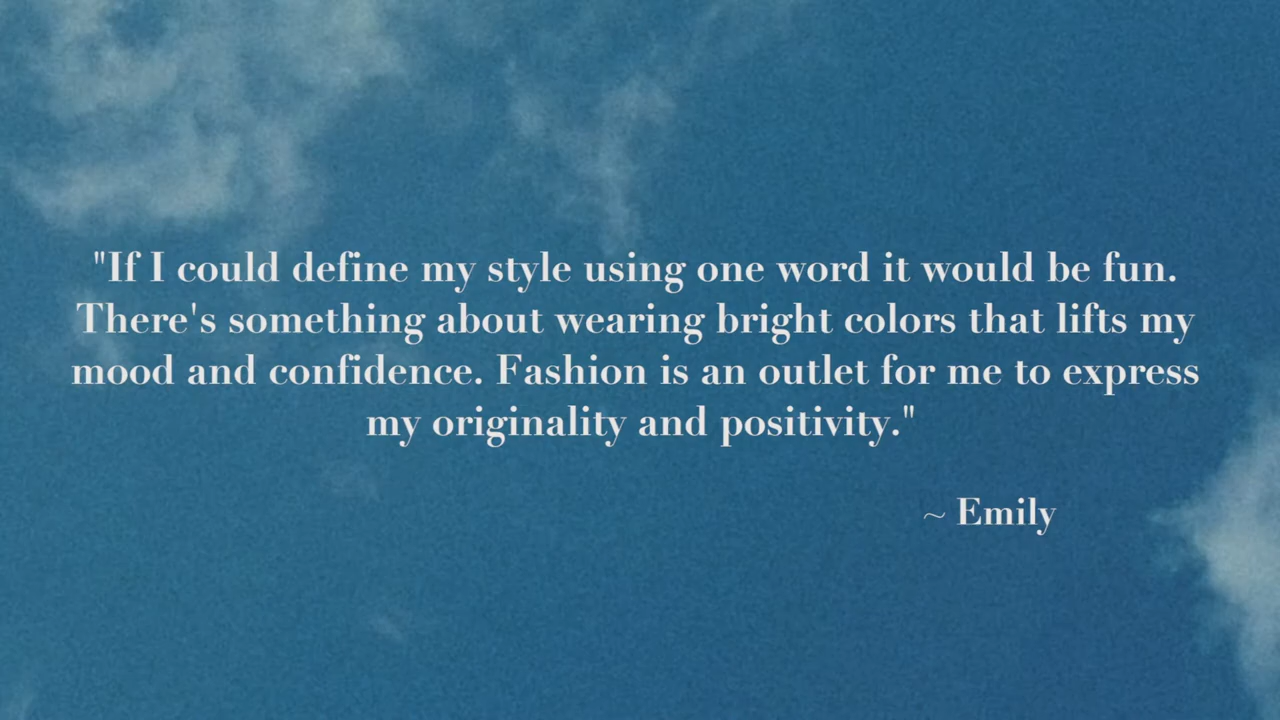 "If I could define my style using one word it would be fun.
There's something about wearing bright colors that lifts my
mood and confidence. Fashion is an outlet for me to express
my originality and positivity."
~ Emily